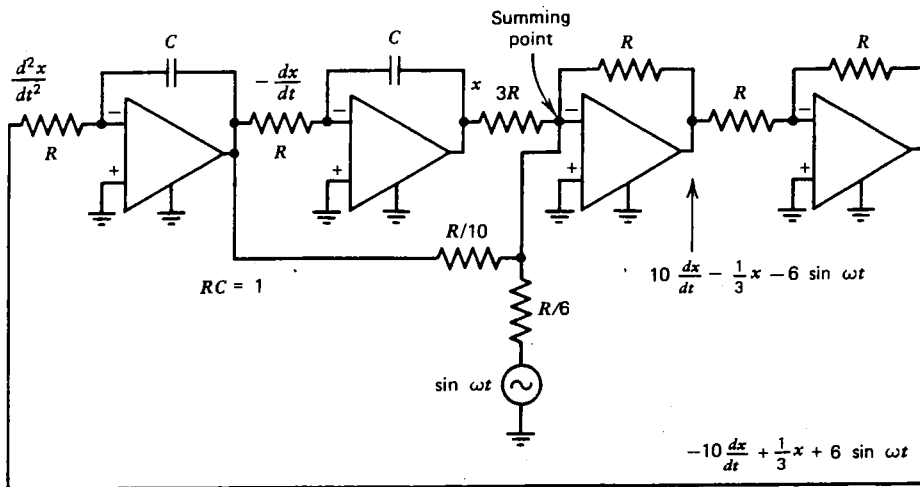 Summing point
C
C
R
R
d²x/dt²
− dx/dt
x
3R
R
−
−
−
−
R
R
+
+
+
+
R/10
RC = 1
10 dx/dt − 1/3 x − 6 sin ωt
R/6
sin ωt
−10 dx/dt + 1/3 x + 6 sin ωt